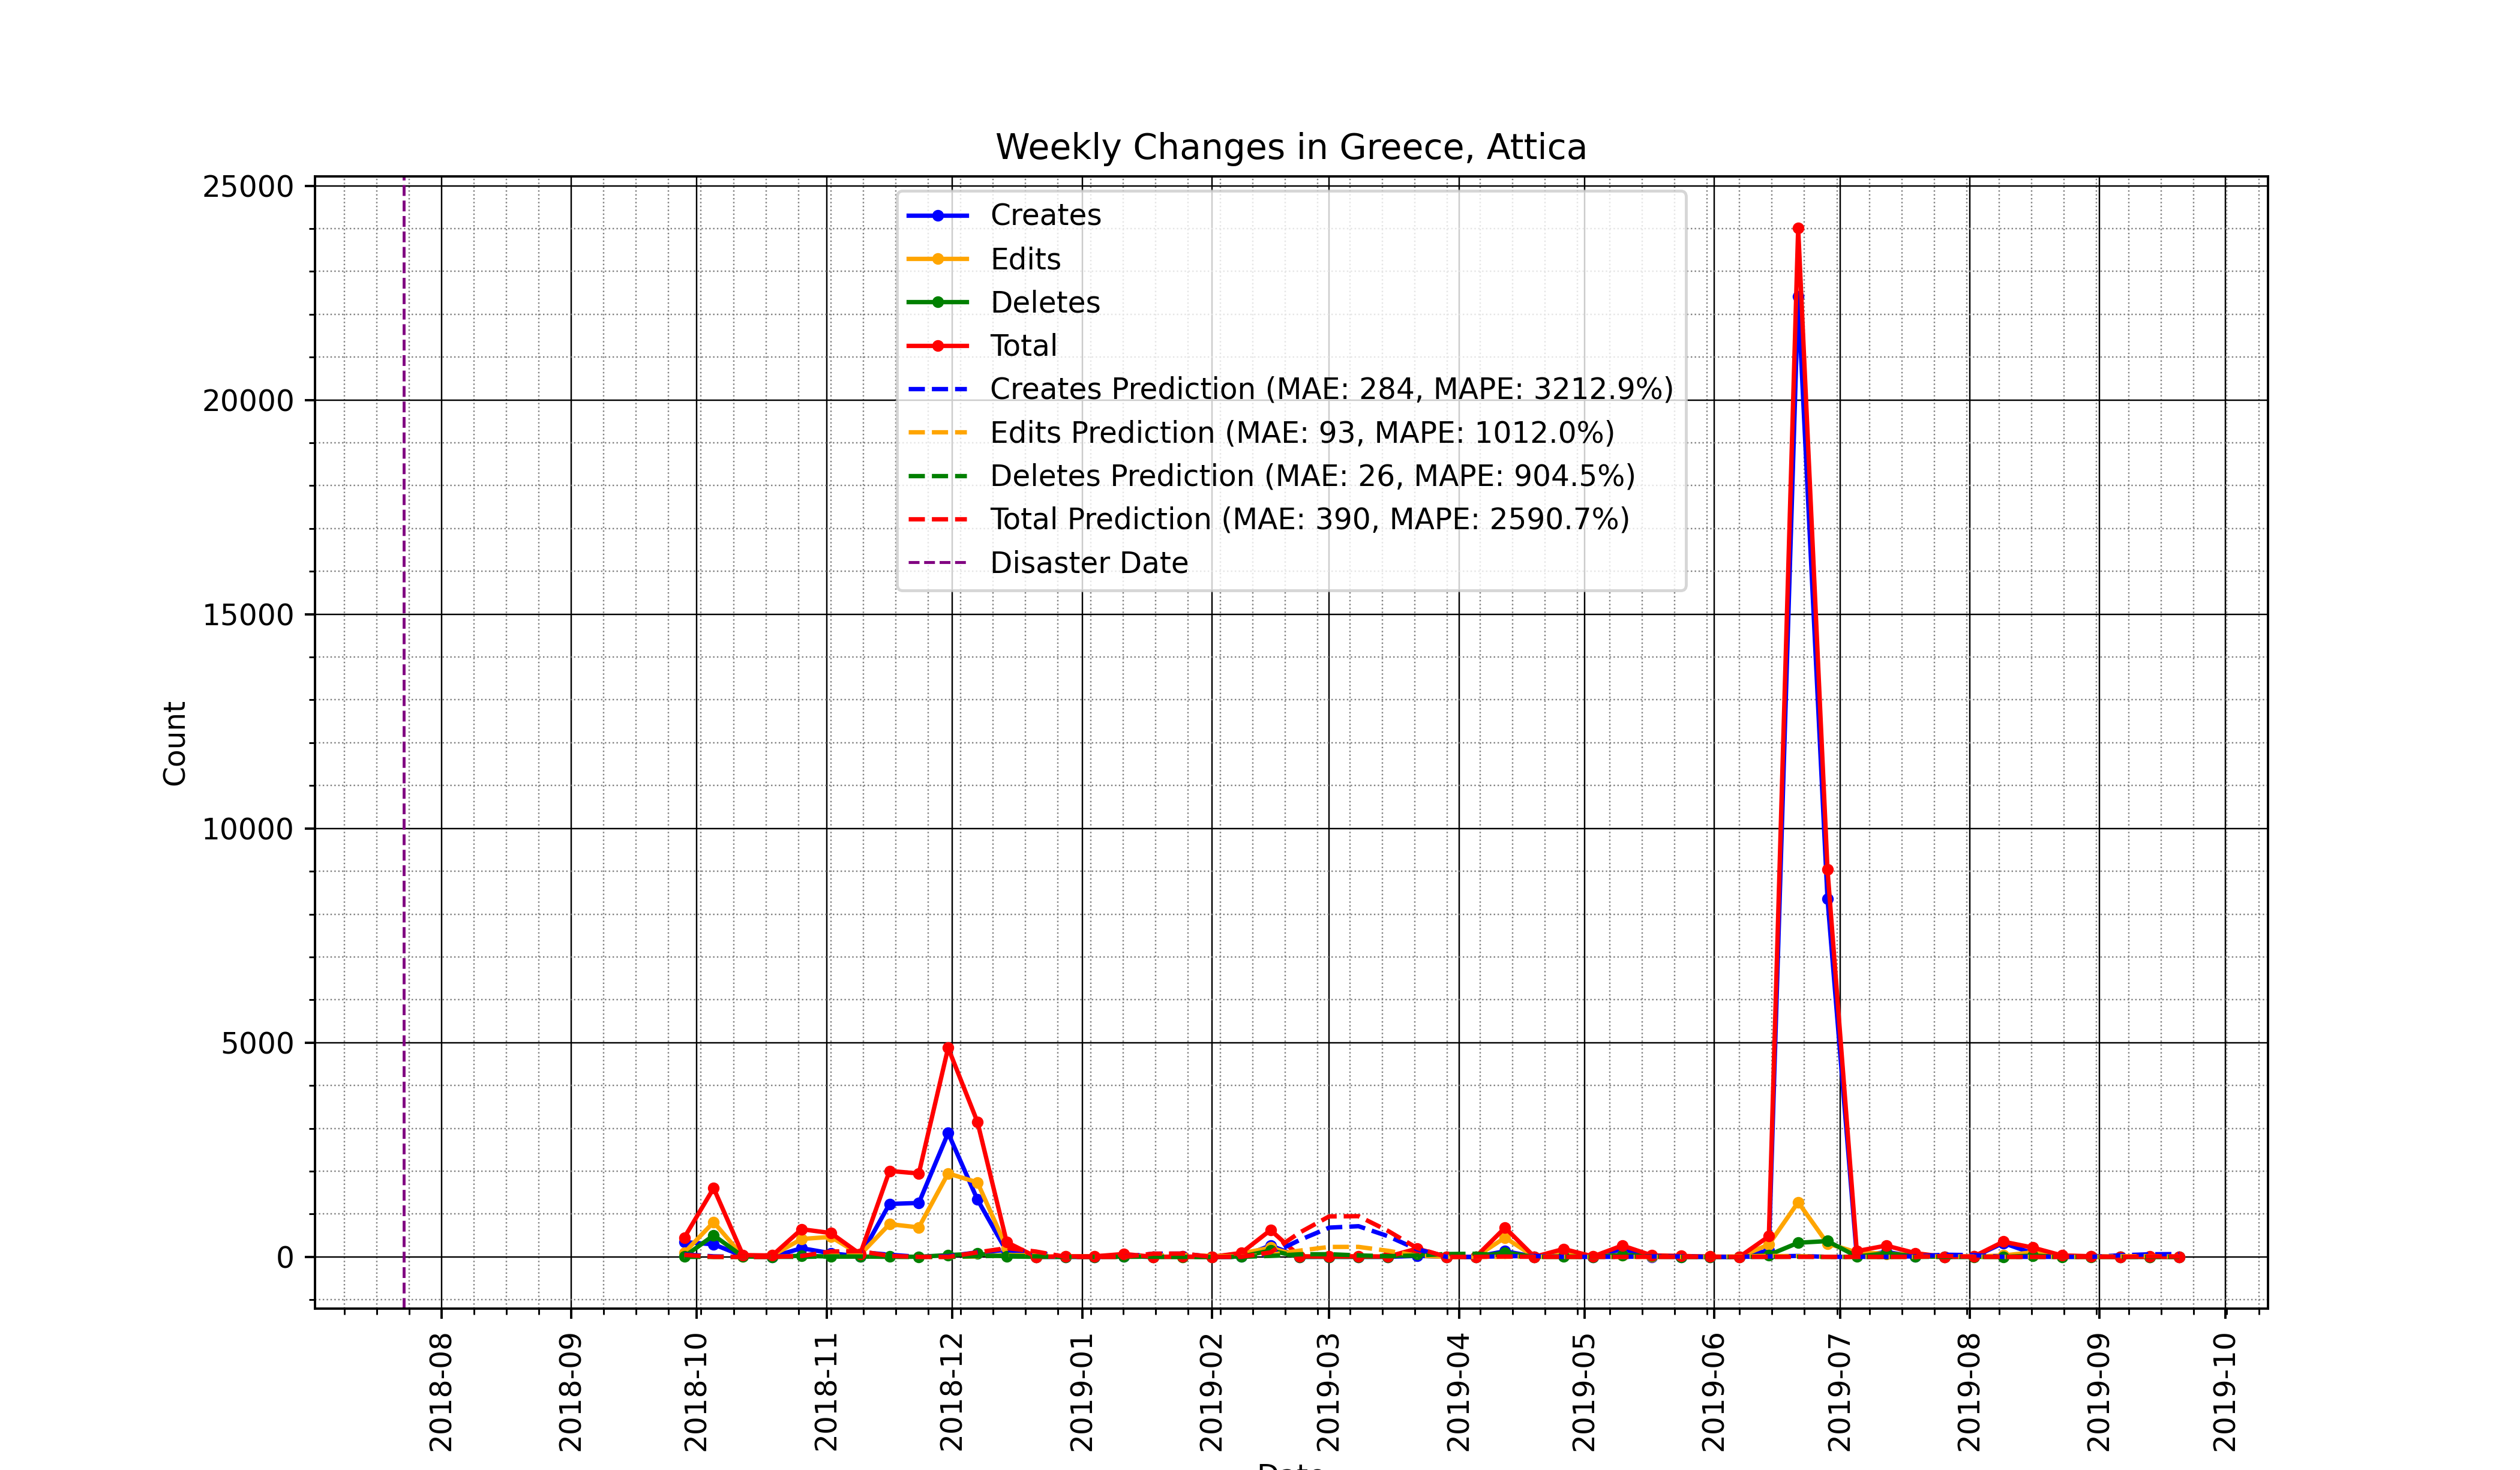 Weekly Changes in Greece, Attica
25000
20000
15000
10000
5000
0
Count
Creates
Edits
Deletes
Total
Creates Prediction (MAE: 284, MAPE: 3212.9%)
Edits Prediction (MAE: 93, MAPE: 1012.0%)
Deletes Prediction (MAE: 26, MAPE: 904.5%)
Total Prediction (MAE: 390, MAPE: 2590.7%)
Disaster Date
2018-08
2018-09
2018-10
2018-11
2018-12
2019-01
2019-02
2019-03
2019-04
2019-05
2019-06
2019-07
2019-08
2019-09
2019-10
Date